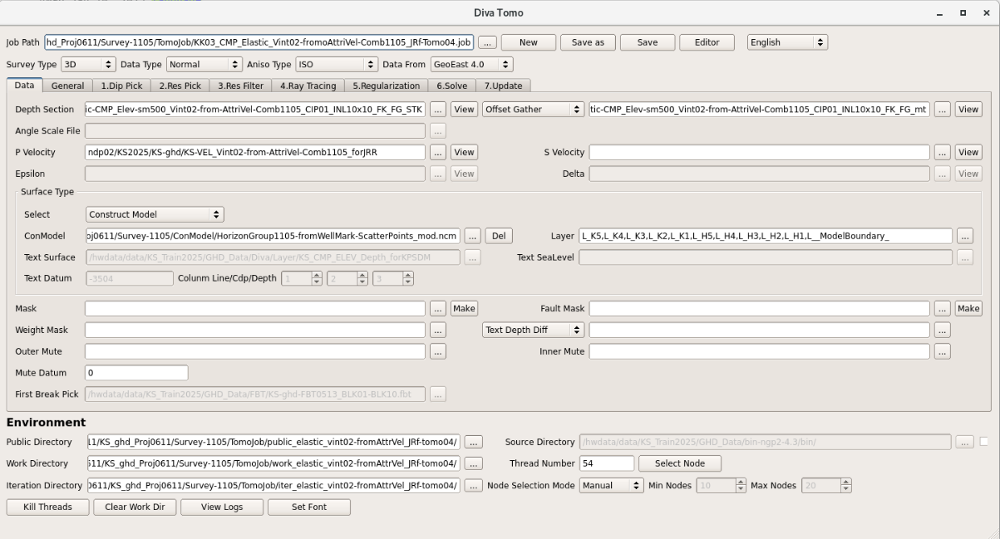 Diva Tomo
Job Path hd_Proj0611/Survey-1105/TomoJob/KK03_CMP_Elastic_Vint02-fromoAttriVel-Comb1105_JRf-Tomo04.job ... New Save as Save Editor English
Survey Type 3D Data Type Normal Aniso Type ISO Data From GeoEast 4.0
Data General 1.Dip Pick 2.Res Pick 3.Res Filter 4.Ray Tracing 5.Regularization 6.Solve 7.Update
Depth Section ic-CMP_Elev-sm500_Vint02-from-AttriVel-Comb1105_CIP01_INL10x10_FK_FG_STK ... View Offset Gather tic-CMP_Elev-sm500_Vint02-from-AttriVel-Comb1105_CIP01_INL10x10_FK_FG_mt ... View
Angle Scale File ...
P Velocity ndp02/KS2025/KS-ghd/KS-VEL_Vint02-from-AttriVel-Comb1105_forJRR ... View S Velocity ... View
Epsilon ... View Delta ... View
Surface Type
Select Construct Model
ConModel oj0611/Survey-1105/ConModel/HorizonGroup1105-fromWellMark-ScatterPoints_mod.ncm ... Del Layer L_K5,L_K4,L_K3,L_K2,L_K1,L_H5,L_H4,L_H3,L_H2,L_H1,L__ModelBoundary_ ...
Text Surface /hwdata/data/KS_Train2025/GHD_Data/Diva/Layer/KS_CMP_ELEV_Depth_forKPSDM ... Text SeaLevel ...
Text Datum -3504 Colunm Line/Cdp/Depth 1 2 3
Mask ... Make Fault Mask ... Make
Weight Mask ... Text Depth Diff ...
Outer Mute ... Inner Mute ...
Mute Datum 0
First Break Pick /hwdata/data/KS_Train2025/GHD_Data/FBT/KS-ghd-FBT0513_BLK01-BLK10.fbt ...
Environment
Public Directory 11/KS_ghd_Proj0611/Survey-1105/TomoJob/public_elastic_vint02-fromAttrVel_JRf-tomo04/ ... Source Directory /hwdata/data/KS_Train2025/GHD_Data/bin-ngp2-4.3/bin/ ...
Work Directory 611/KS_ghd_Proj0611/Survey-1105/TomoJob/work_elastic_vint02-fromAttrVel_JRf-tomo04/ ... Thread Number 54 Select Node
Iteration Directory 0611/KS_ghd_Proj0611/Survey-1105/TomoJob/iter_elastic_vint02-fromAttrVel_JRf-tomo04/ ... Node Selection Mode Manual Min Nodes 10 Max Nodes 20
Kill Threads Clear Work Dir View Logs Set Font